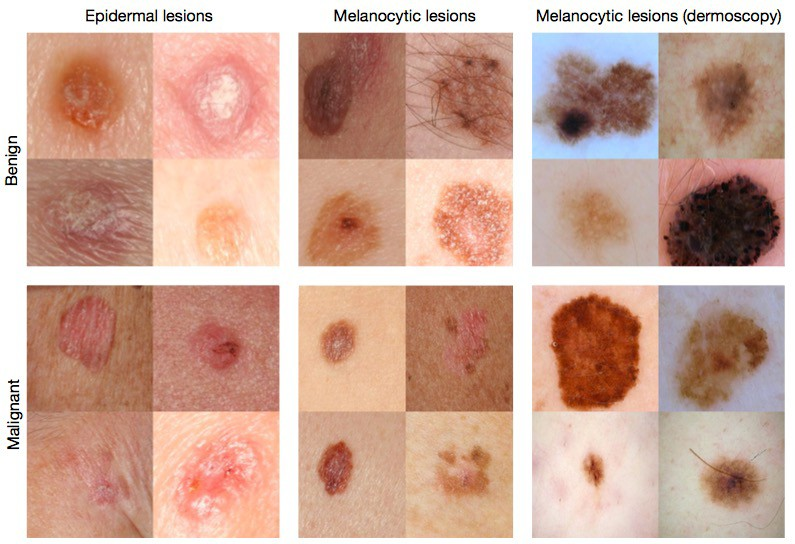 Epidermal lesions
Melanocytic lesions
Melanocytic lesions (dermoscopy)
Benign
Malignant